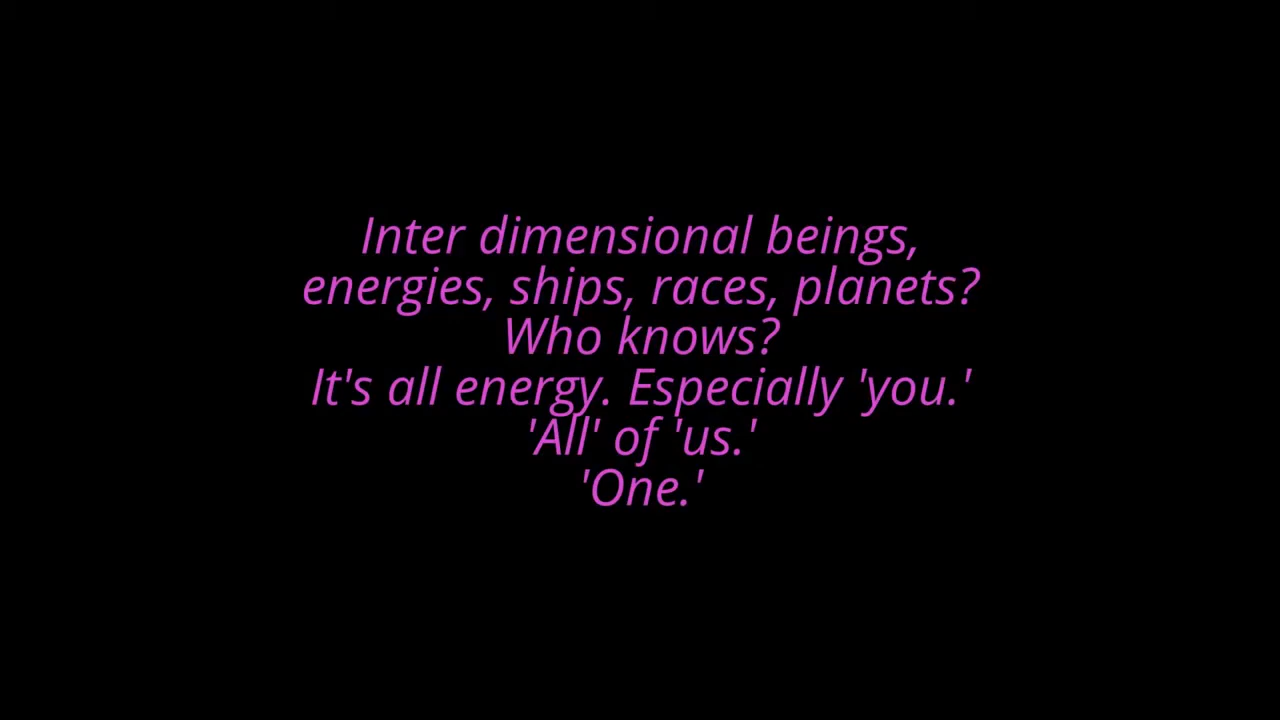 Inter dimensional beings,
energies, ships, races, planets?
Who knows?
It's all energy. Especially 'you.'
'All' of 'us.'
'One.'